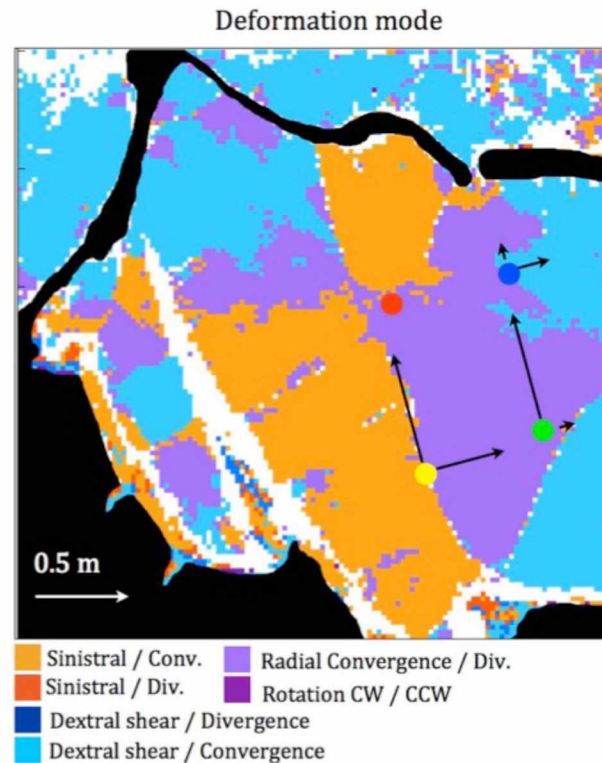 Deformation mode
0.5 m
Sinistral / Conv.
Radial Convergence / Div.
Sinistral / Div.
Rotation CW / CCW
Dextral shear / Divergence
Dextral shear / Convergence